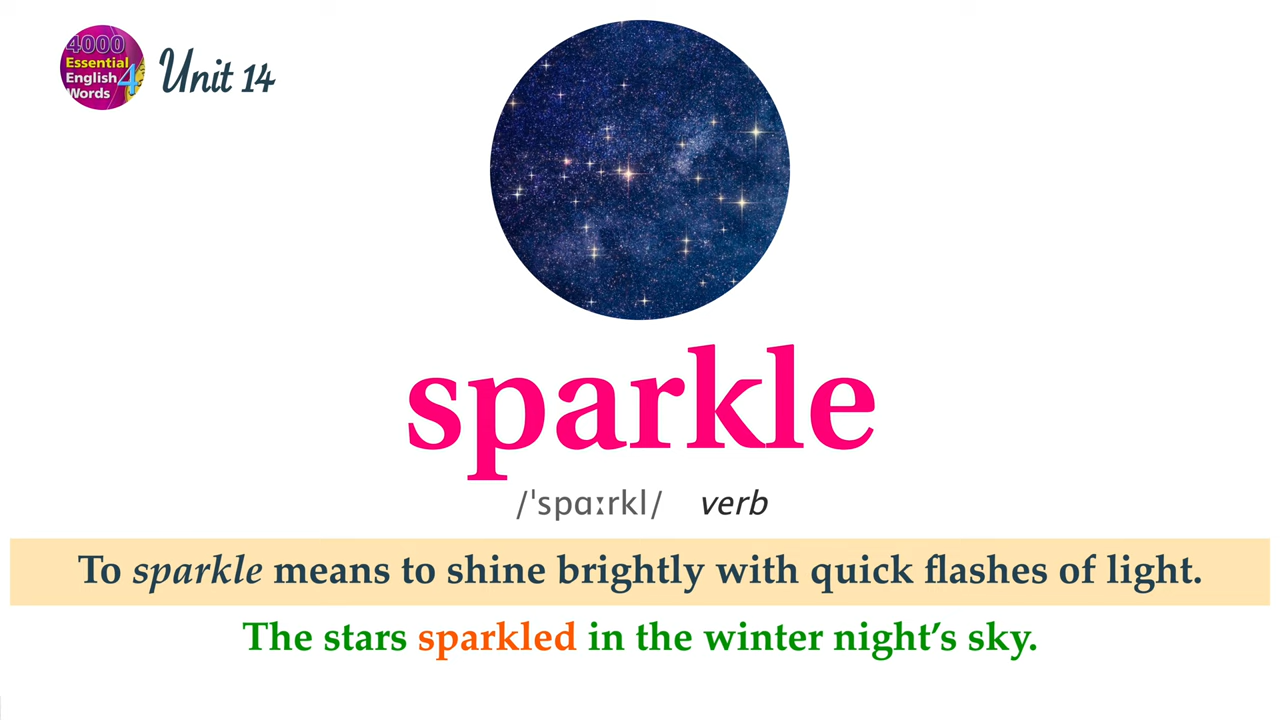 4000
Essential
English
Words
4
Unit 14
sparkle
/ˈspɑːrkl/ verb
To sparkle means to shine brightly with quick flashes of light.
The stars sparkled in the winter night’s sky.